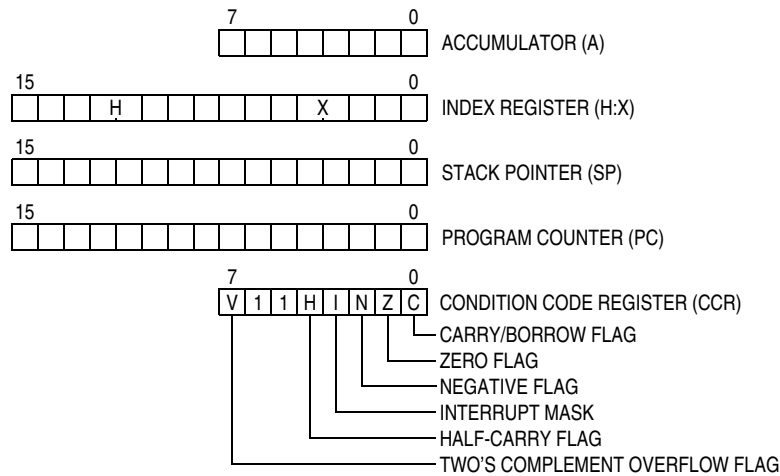 7 0
ACCUMULATOR (A)
15 0
H X INDEX REGISTER (H:X)
15 0
STACK POINTER (SP)
15 0
PROGRAM COUNTER (PC)
7 0
V 1 1 H I N Z C CONDITION CODE REGISTER (CCR)
CARRY/BORROW FLAG
ZERO FLAG
NEGATIVE FLAG
INTERRUPT MASK
HALF-CARRY FLAG
TWO'S COMPLEMENT OVERFLOW FLAG